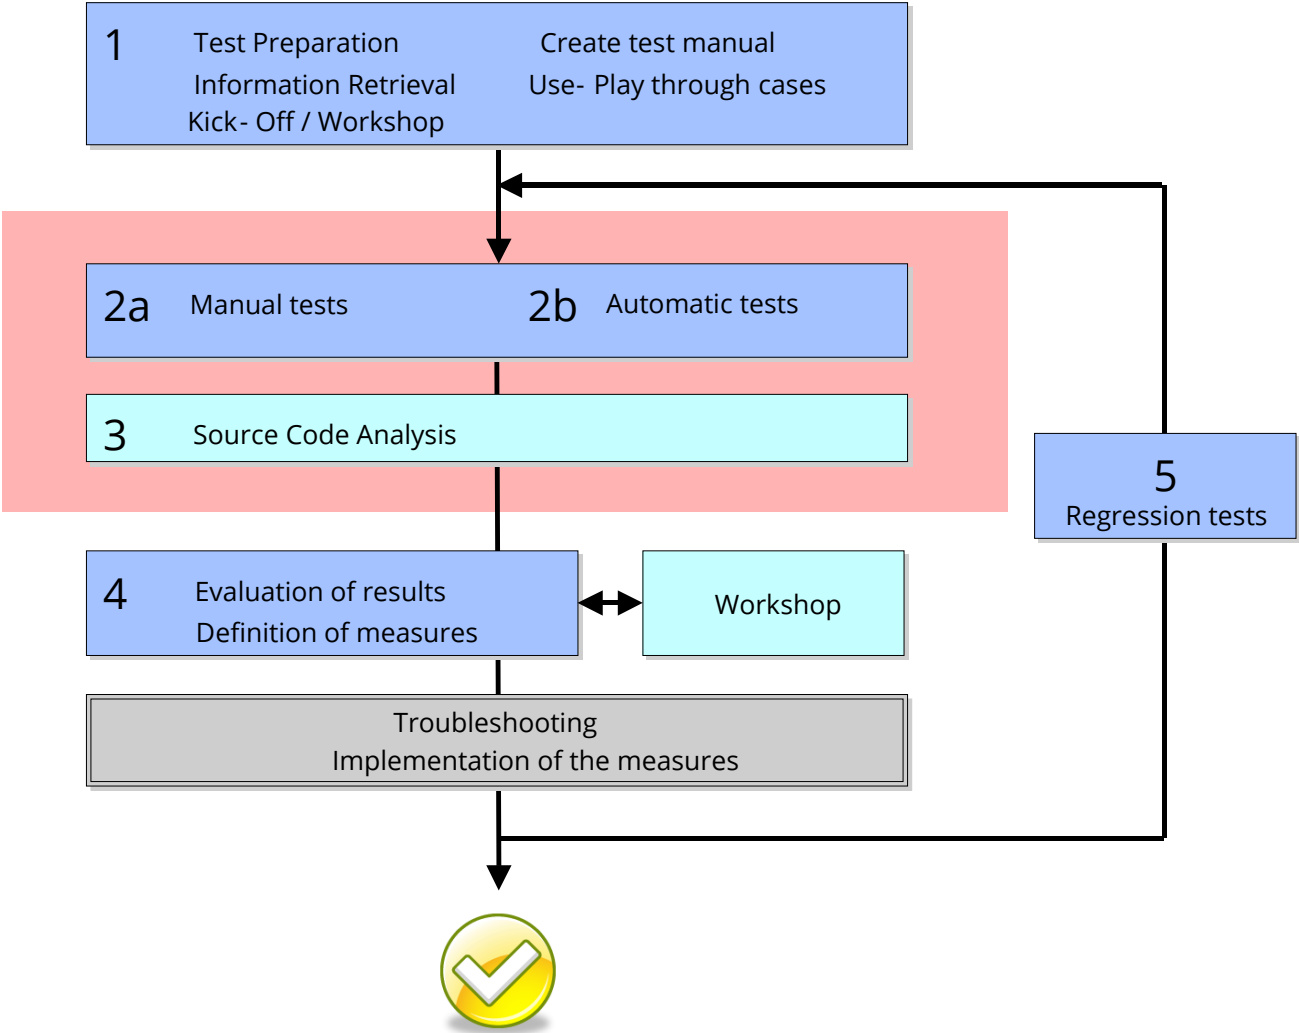 1
Test Preparation
Create test manual
Information Retrieval
Use- Play through cases
Kick- Off / Workshop
2a
Manual tests
2b
Automatic tests
3
Source Code Analysis
5
Regression tests
4
Evaluation of results
Definition of measures
Workshop
Troubleshooting
Implementation of the measures